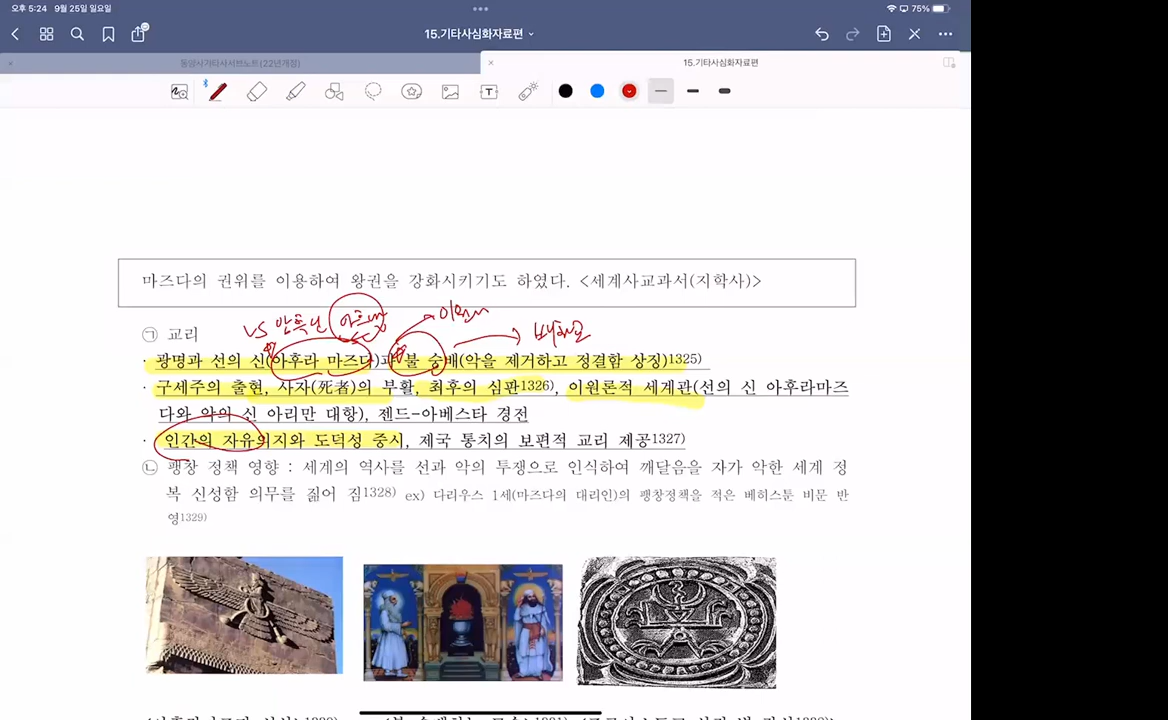 오후 5:24 9월 25일 일요일
75%
15.기타사심화자료편
동양사기타사서브노트(22년개정)
15.기타사심화자료편
마즈다의 권위를 이용하여 왕권을 강화시키기도 하였다. <세계사교과서(지학사)>
VS
㉠ 교리
· 광명과 선의 신(아후라 마즈다)과 불 숭배(악을 제거하고 정결함 상징)1325)
· 구세주의 출현, 사자(死者)의 부활, 최후의 심판1326), 이원론적 세계관(선의 신 아후라마즈
다와 악의 신 아리만 대항), 젠드-아베스타 경전
· 인간의 자유의지와 도덕성 중시, 제국 통치의 보편적 교리 제공1327)
㉡ 팽창 정책 영향 : 세계의 역사를 선과 악의 투쟁으로 인식하여 깨달음을 자가 악한 세계 정
복 신성함 의무를 짊어 짐1328) ex) 다리우스 1세(마즈다의 대리인)의 팽창정책을 적은 베히스툰 비문 반
영1329)